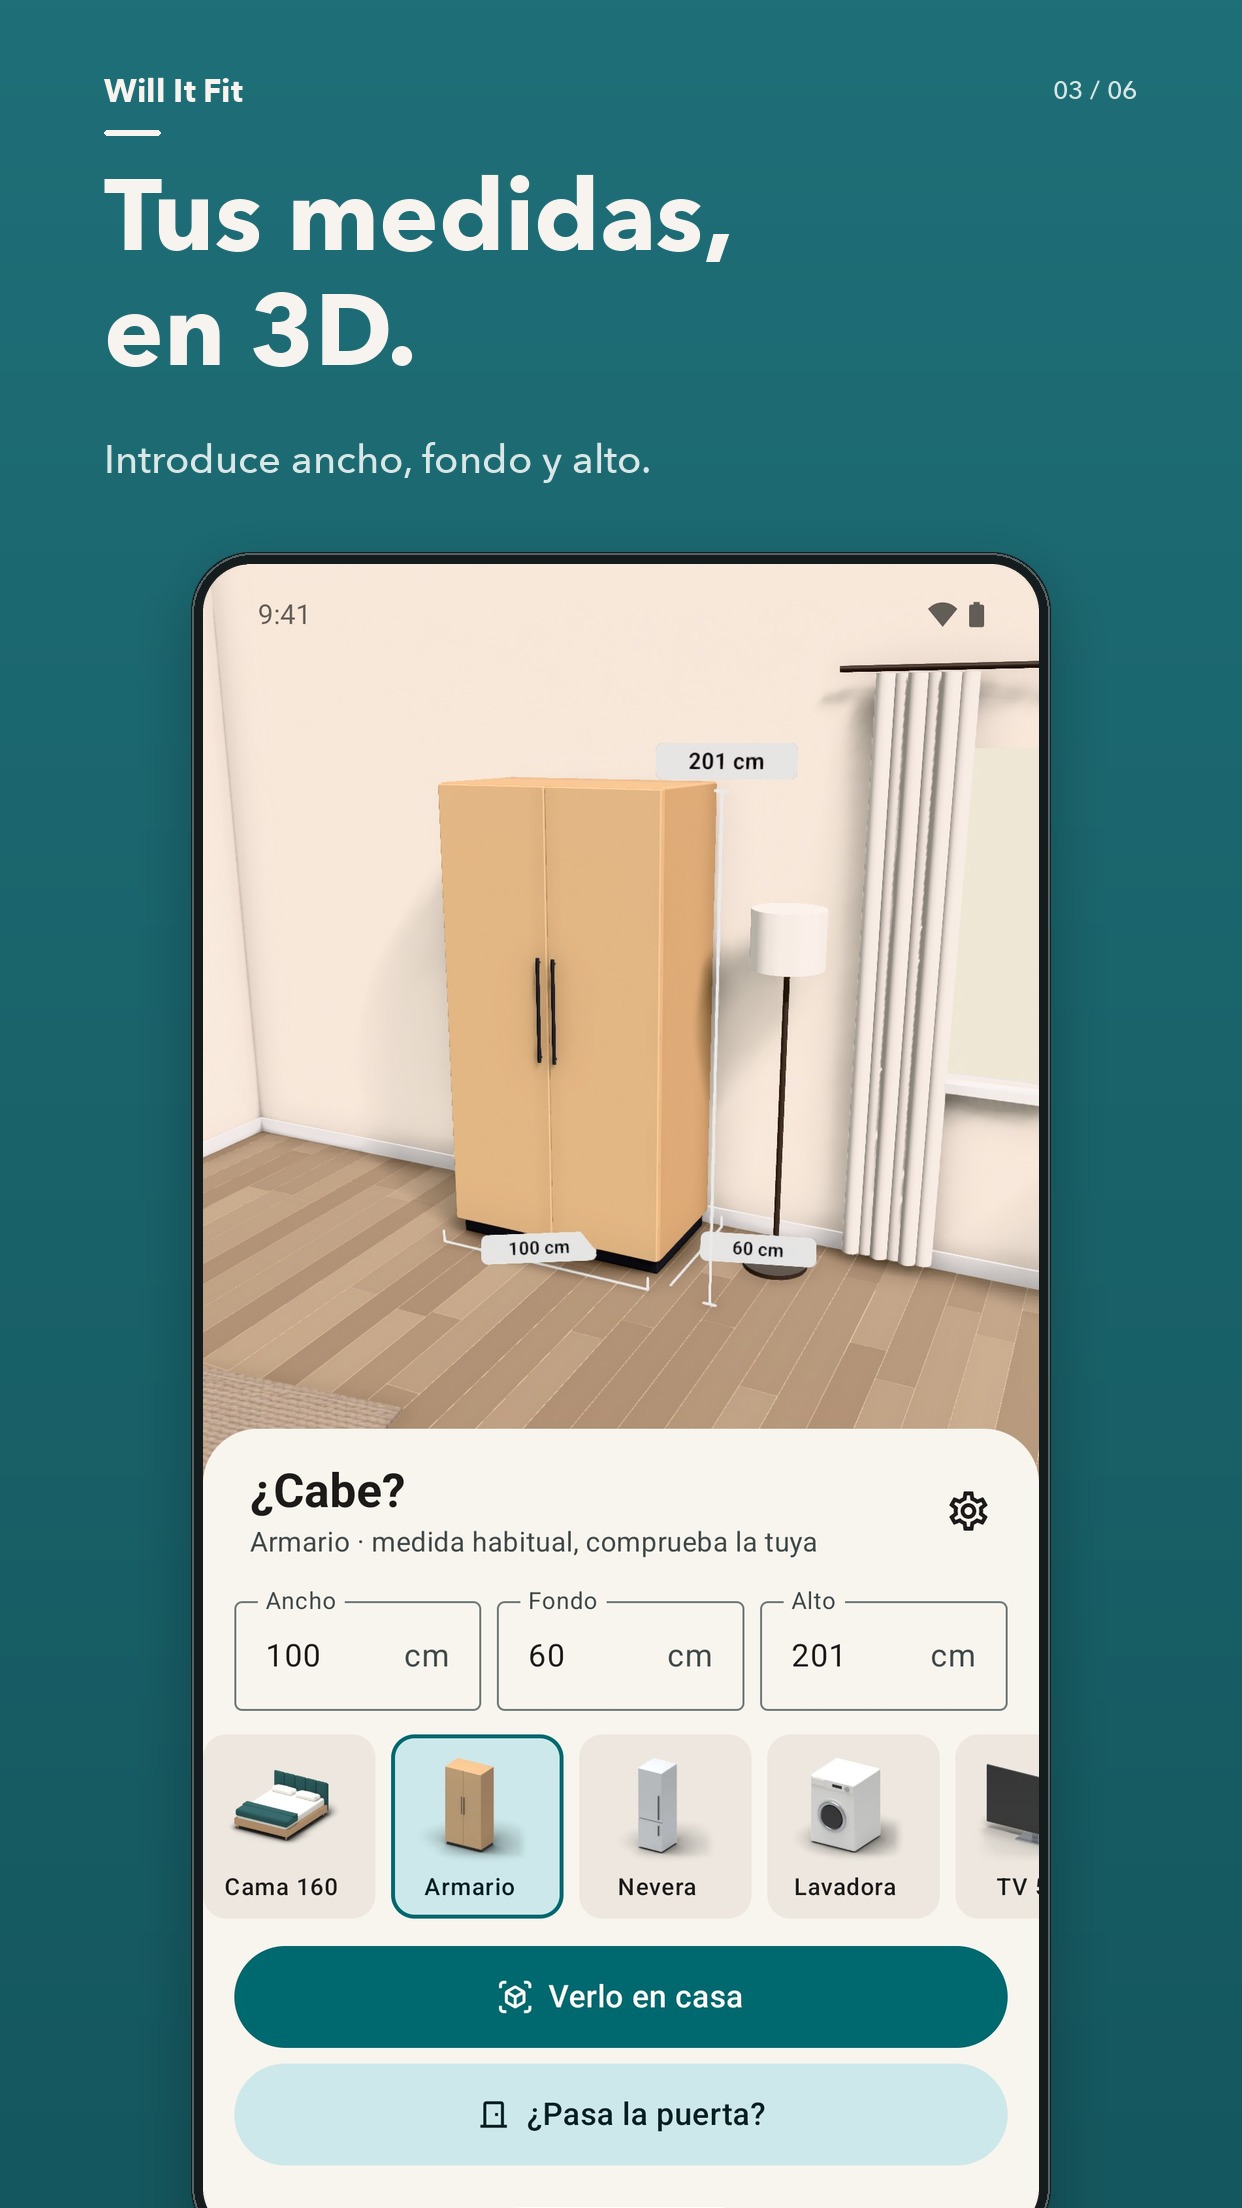 Will It Fit
03 / 06
Tus medidas,
en 3D.
Introduce ancho, fondo y alto.
9:41
201 cm
100 cm
60 cm
¿Cabe?
Armario · medida habitual, comprueba la tuya
Ancho
Fondo
Alto
100 cm
60 cm
201 cm
Cama 160
Armario
Nevera
Lavadora
TV
Verlo en casa
¿Pasa la puerta?